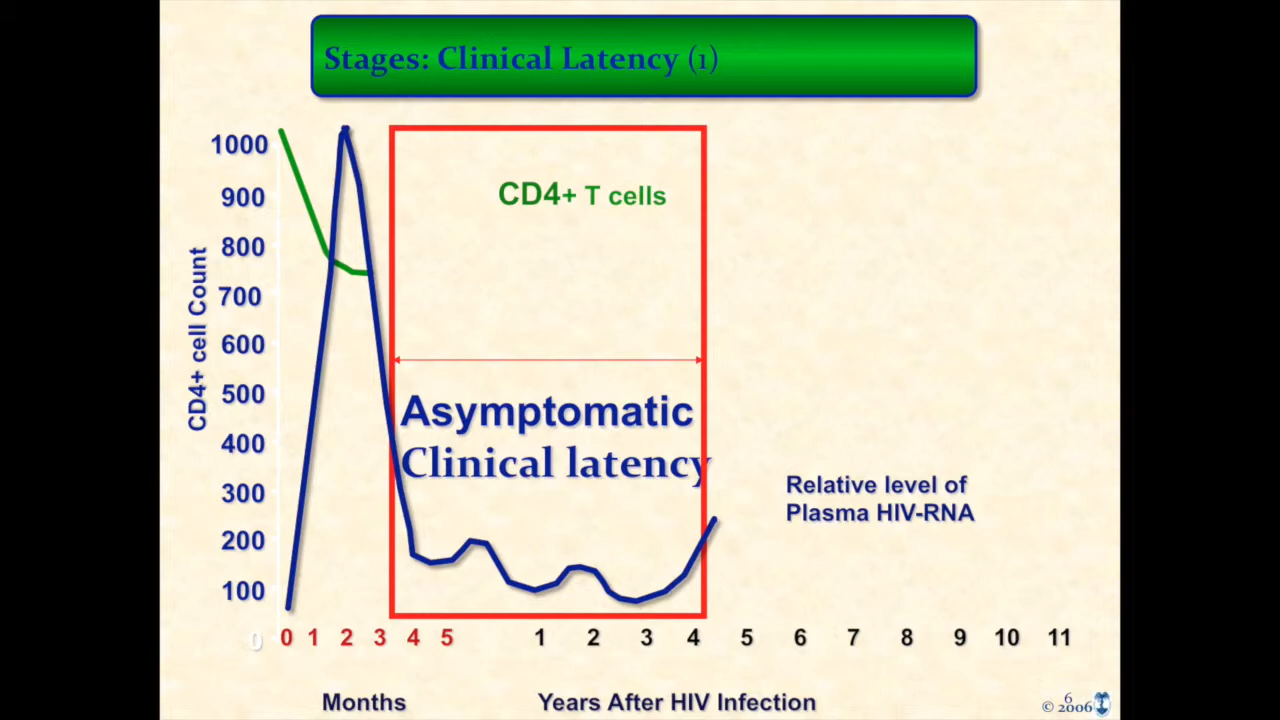 Stages: Clinical Latency (1)
1000
900
800
700
600
500
400
300
200
100
0
CD4+ cell Count
CD4+ T cells
Asymptomatic
Clinical latency
Relative level of
Plasma HIV-RNA
0 1 2 3 4 5 1 2 3 4 5 6 7 8 9 10 11
Months Years After HIV Infection
6
© 2006